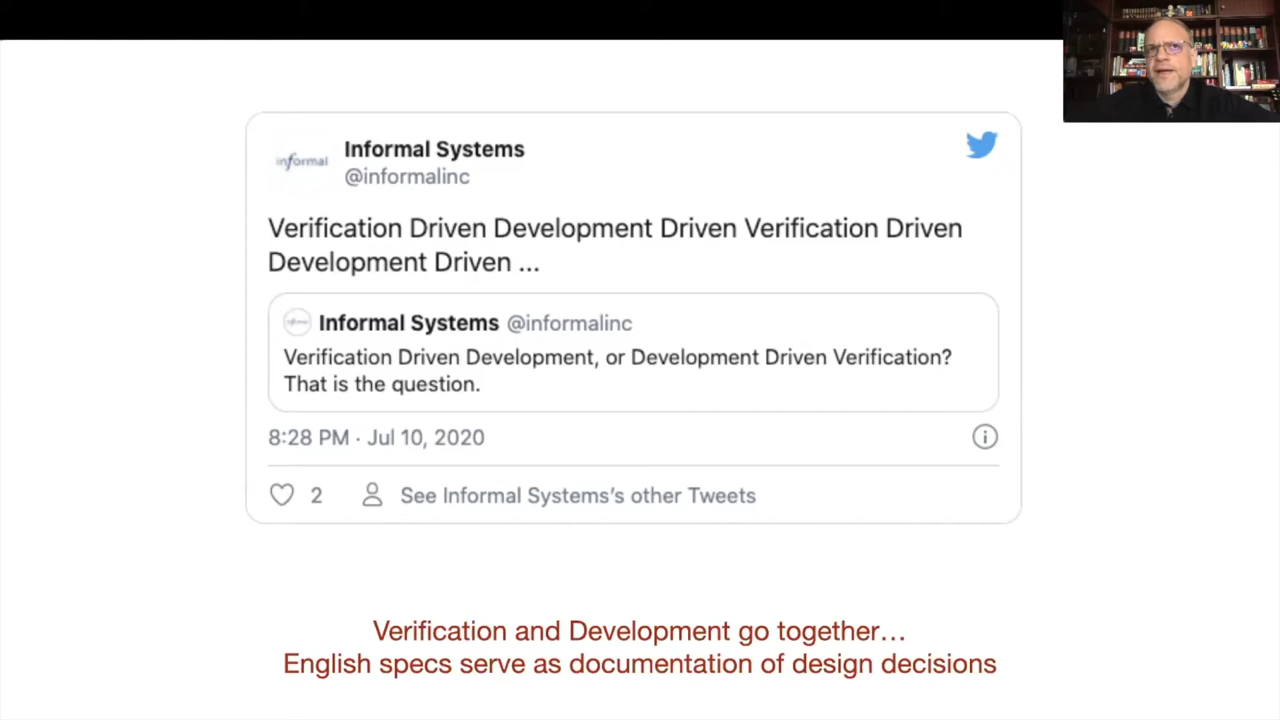 informal
Informal Systems
@informalinc
Verification Driven Development Driven Verification Driven
Development Driven ...
Informal Systems @informalinc
Verification Driven Development, or Development Driven Verification?
That is the question.
8:28 PM · Jul 10, 2020
2
See Informal Systems's other Tweets
Verification and Development go together…
English specs serve as documentation of design decisions